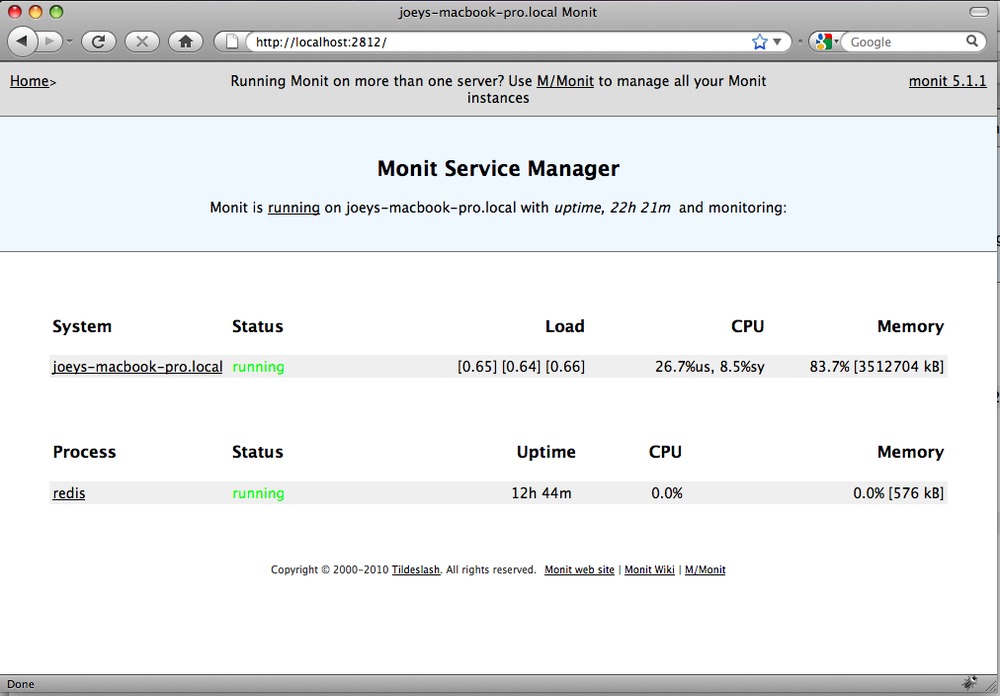 joeys-macbook-pro.local Monit
http://localhost:2812/
Google
Home>
Running Monit on more than one server? Use M/Monit to manage all your Monit
instances
monit 5.1.1
Monit Service Manager
Monit is running on joeys-macbook-pro.local with uptime, 22h 21m and monitoring:
System Status Load CPU Memory
joeys-macbook-pro.local running [0.65] [0.64] [0.66] 26.7%us, 8.5%sy 83.7% [3512704 kB]
Process Status Uptime CPU Memory
redis running 12h 44m 0.0% 0.0% [576 kB]
Copyright © 2000-2010 Tildeslash. All rights reserved. Monit web site | Monit Wiki | M/Monit
Done